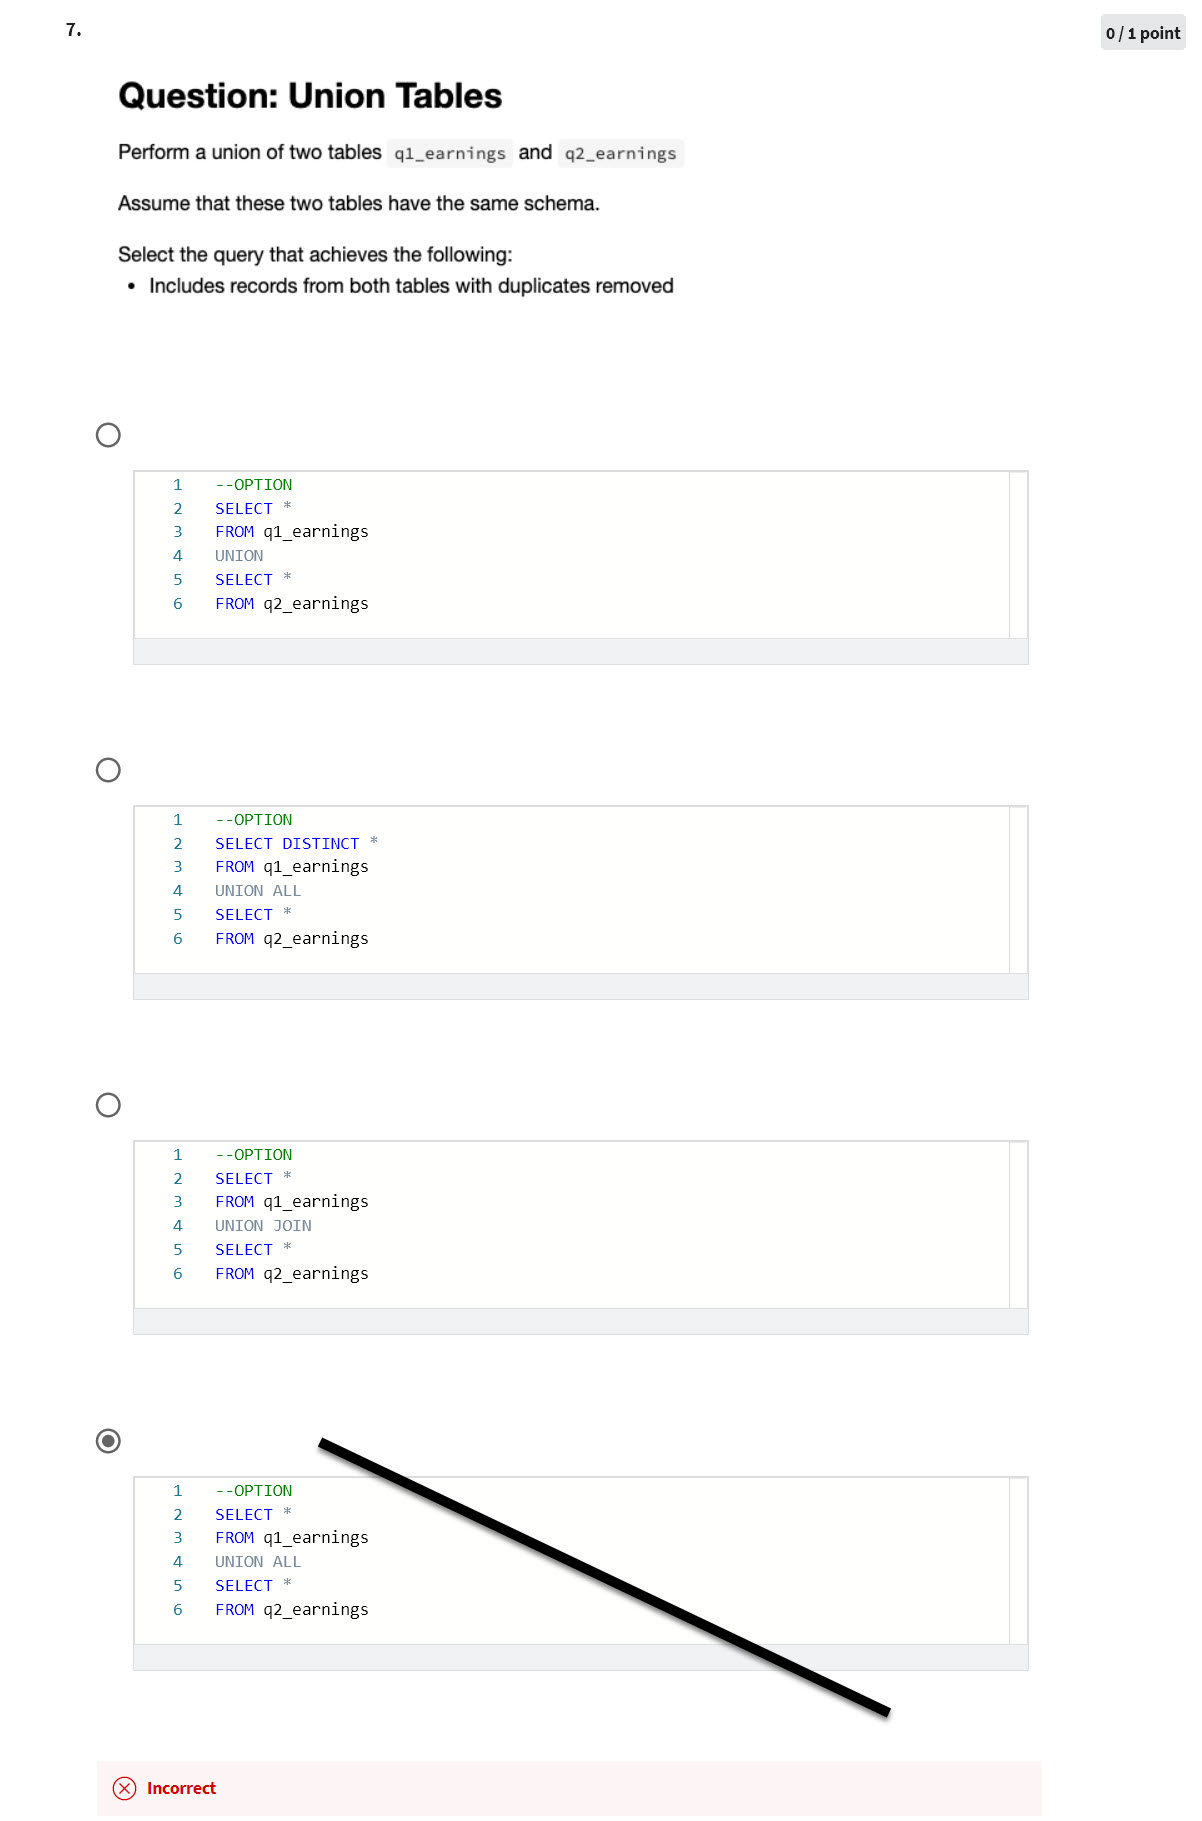 7.
0 / 1 point
Question: Union Tables
Perform a union of two tables q1_earnings and q2_earnings
Assume that these two tables have the same schema.
Select the query that achieves the following:
• Includes records from both tables with duplicates removed
1 --OPTION
2 SELECT *
3 FROM q1_earnings
4 UNION
5 SELECT *
6 FROM q2_earnings
1 --OPTION
2 SELECT DISTINCT *
3 FROM q1_earnings
4 UNION ALL
5 SELECT *
6 FROM q2_earnings
1 --OPTION
2 SELECT *
3 FROM q1_earnings
4 UNION JOIN
5 SELECT *
6 FROM q2_earnings
1 --OPTION
2 SELECT *
3 FROM q1_earnings
4 UNION ALL
5 SELECT *
6 FROM q2_earnings
Incorrect